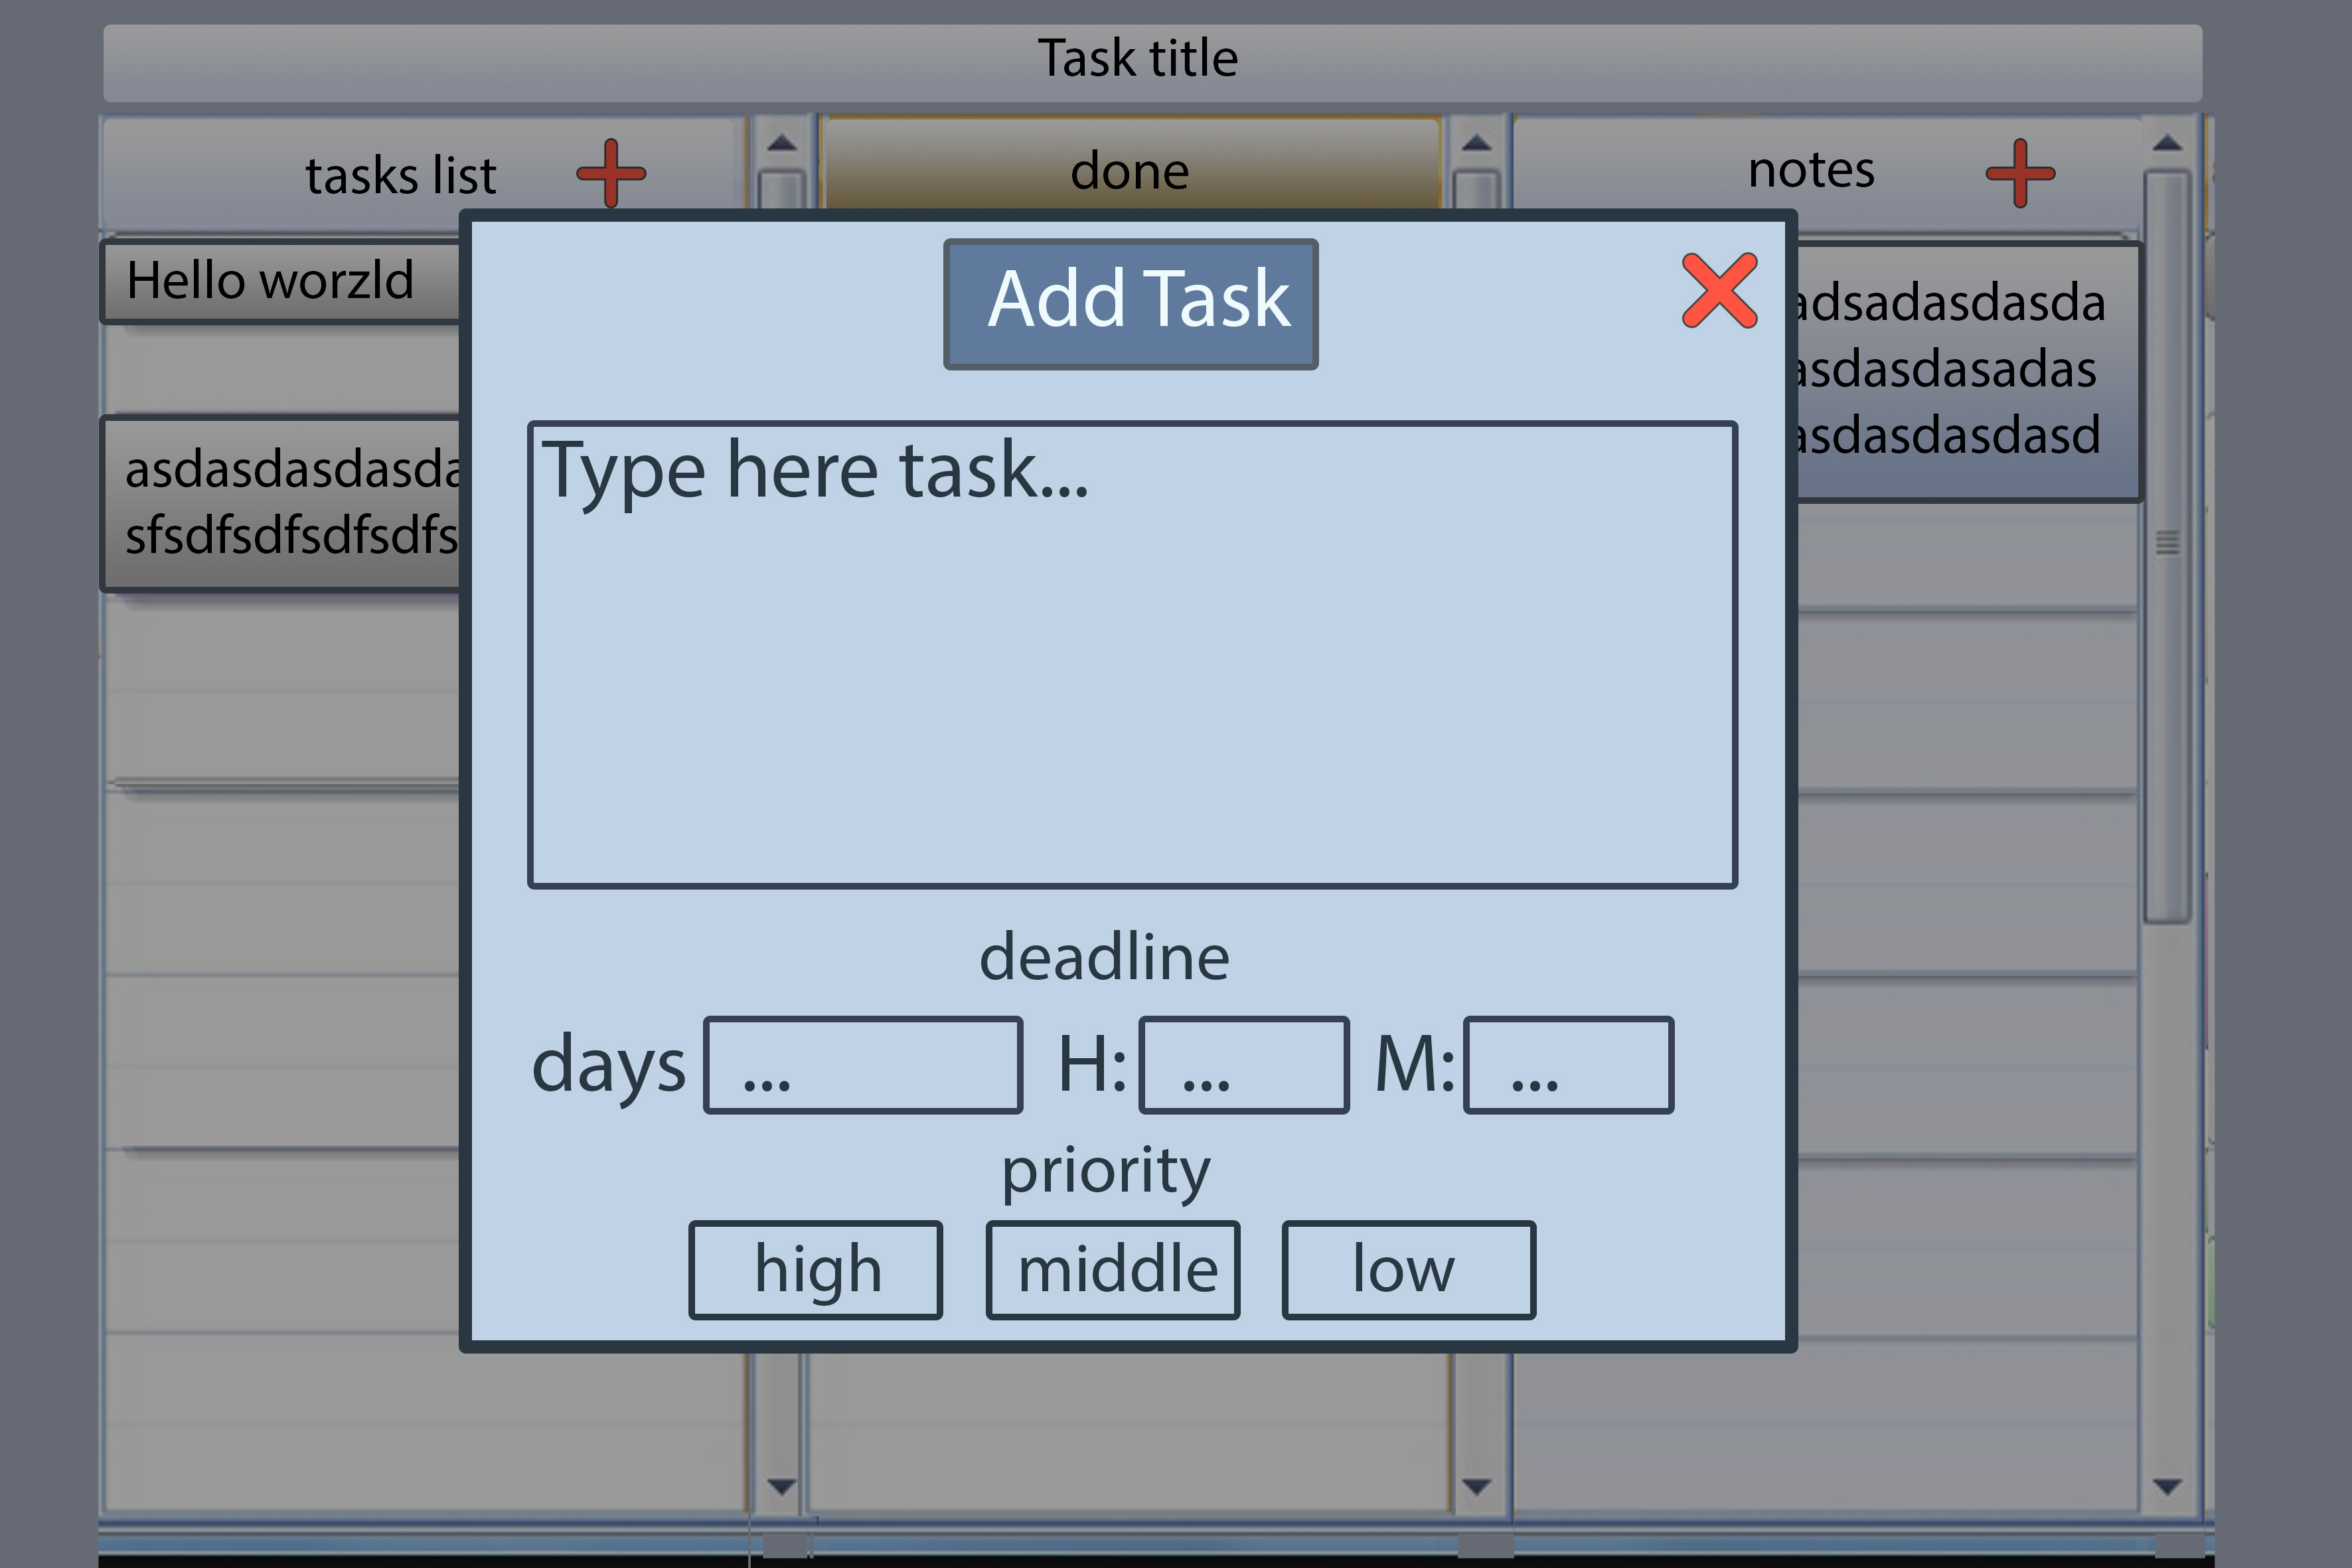 Task title
tasks list
done
notes
Hello worzld
asdasdasdasda
sfsdfsdfsdfsdfs
adsadasdasda
asdasdasadas
asdasdasdasd
Add Task
Type here task...
deadline
days ... H: ... M: ...
priority
high middle low